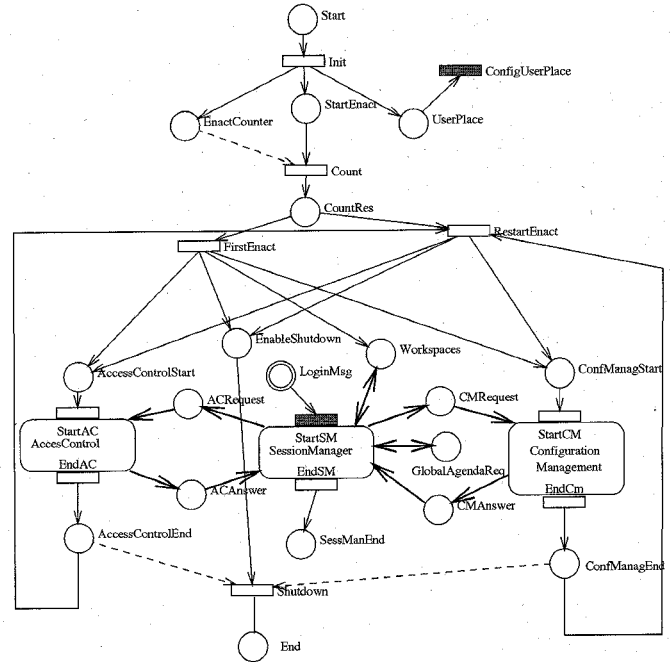 Start
Init
ConfigUserPlace
StartEnact
EnactCounter
UserPlace
Count
CountRes
RestartEnact
FirstEnact
EnableShutdown
Workspaces
AccessControlStart
LoginMsg
ConfManagStart
ACRequest
CMRequest
StartAC
AccesControl
EndAC
StartSM
SessionManager
EndSM
StartCM
Configuration
Management
EndCm
GlobalAgendaReq
ACAnswer
CMAnswer
AccessControlEnd
SessManEnd
ConfManagEnd
Shutdown
End